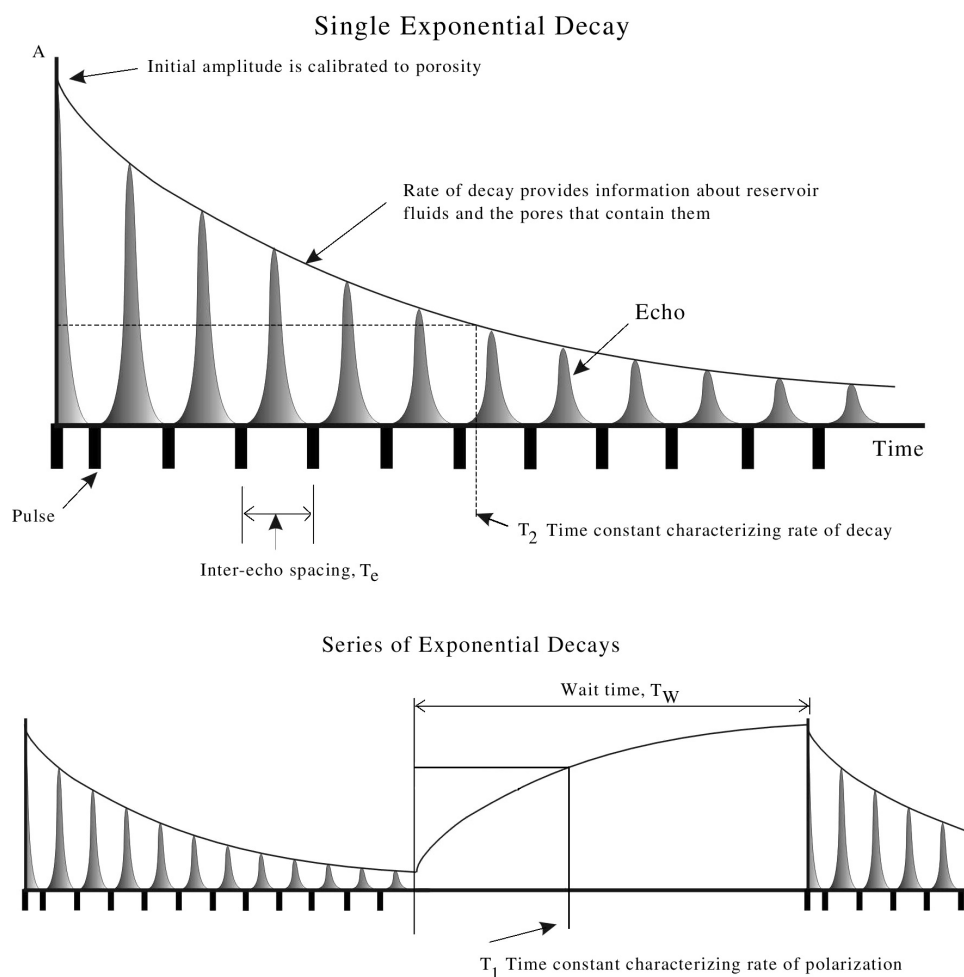 Single Exponential Decay
A
Initial amplitude is calibrated to porosity
Rate of decay provides information about reservoir
fluids and the pores that contain them
Echo
Time
Pulse
T2 Time constant characterizing rate of decay
Inter-echo spacing, Te
Series of Exponential Decays
Wait time, TW
T1 Time constant characterizing rate of polarization